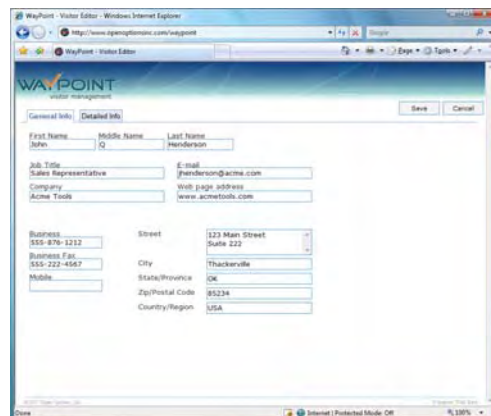 WayPoint - Visitor Editor - Windows Internet Explorer
http://www.openoptionsinc.com/waypoint
Google
WayPoint - Visitor Editor
Page
Tools
WAYPOINT
visitor management
Save
Cancel
General Info
Detailed Info
First Name
Middle Name
Last Name
John
Q
Henderson
Job Title
E-mail
Sales Representative
jhenderson@acme.com
Company
Web page address
Acme Tools
www.acmetools.com
Business
Street
555-876-1212
123 Main Street
Suite 222
Business Fax
555-222-4567
City
Thackerville
Mobile
State/Province
OK
Zip/Postal Code
85234
Country/Region
USA
Done
Internet | Protected Mode: Off
100%